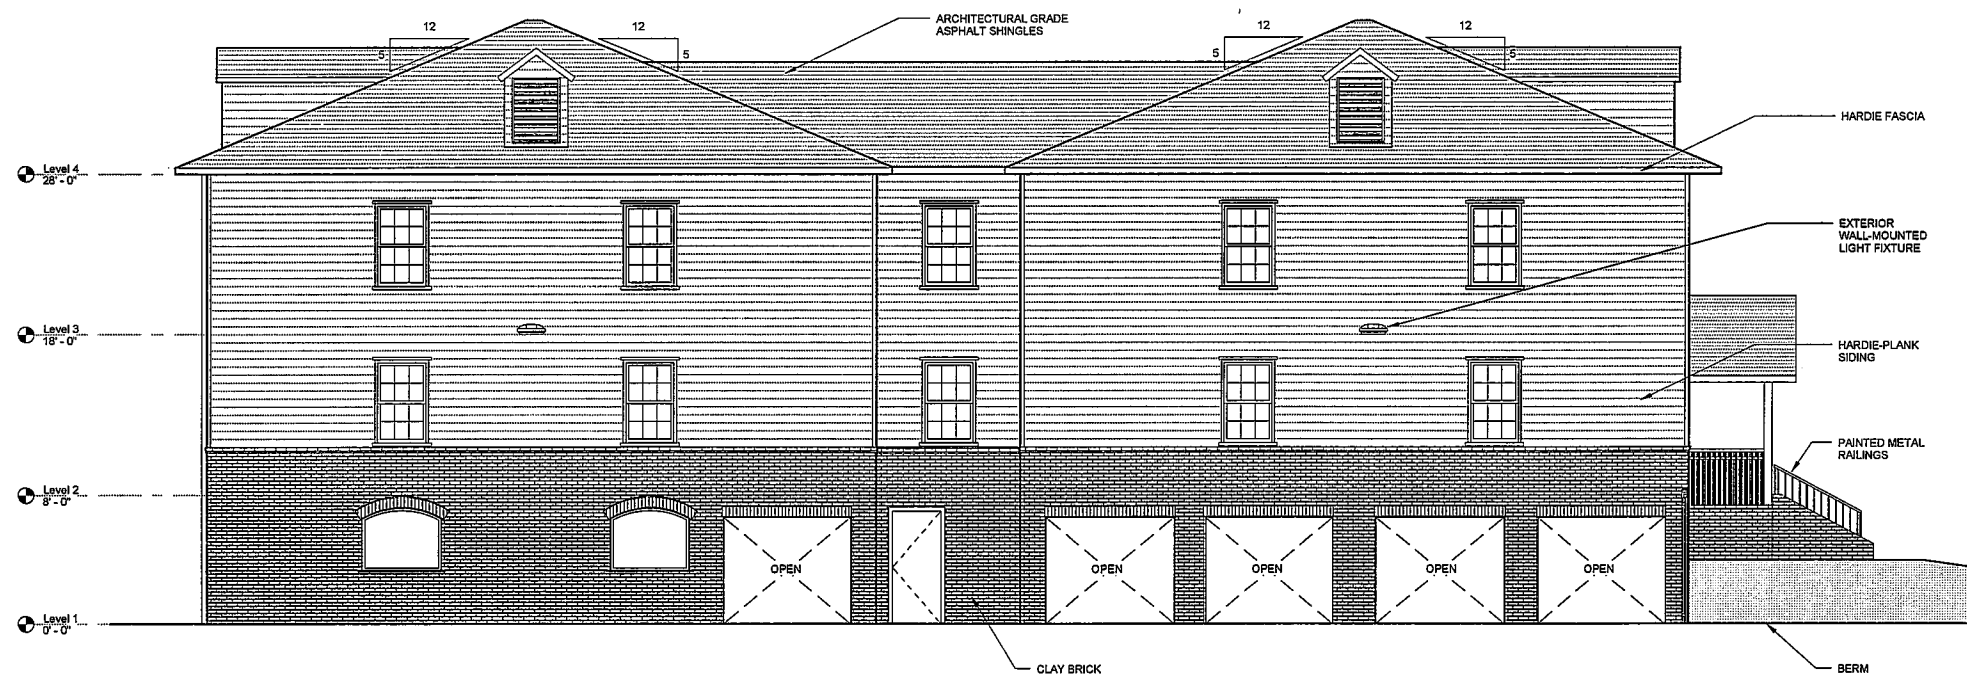 ARCHITECTURAL GRADE
ASPHALT SHINGLES
12
5
12
5
12
5
12
5
HARDIE FASCIA
Level 4
28' - 0"
EXTERIOR
WALL-MOUNTED
LIGHT FIXTURE
Level 3
18' - 0"
HARDIE-PLANK
SIDING
PAINTED METAL
RAILINGS
Level 2
8' - 0"
OPEN
OPEN
OPEN
OPEN
OPEN
Level 1
0' - 0"
CLAY BRICK
BERM